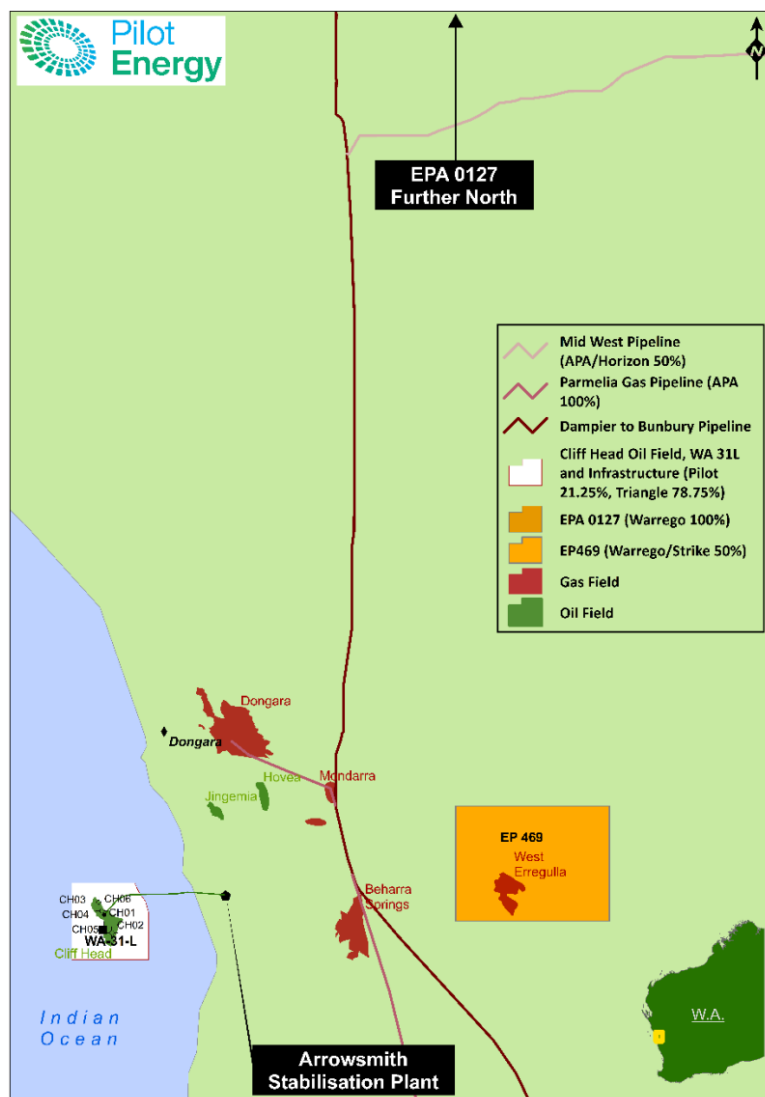 Pilot
Energy
N
EPA 0127
Further North
Mid West Pipeline
(APA/Horizon 50%)
Parmelia Gas Pipeline (APA
100%)
Dampier to Bunbury Pipeline
Cliff Head Oil Field, WA 31L
and Infrastructure (Pilot
21.25%, Triangle 78.75%)
EPA 0127 (Warrego 100%)
EP469 (Warrego/Strike 50%)
Gas Field
Oil Field
Dongara
Dongara
Hovea
Mondarra
Jingemia
EP 469
West
Erregulla
Beharra
Springs
CH03
CH06
CH04
CH01
CH05
CH02
WA-31-L
Cliff Head
Indian
Ocean
W.A.
Arrowsmith
Stabilisation Plant